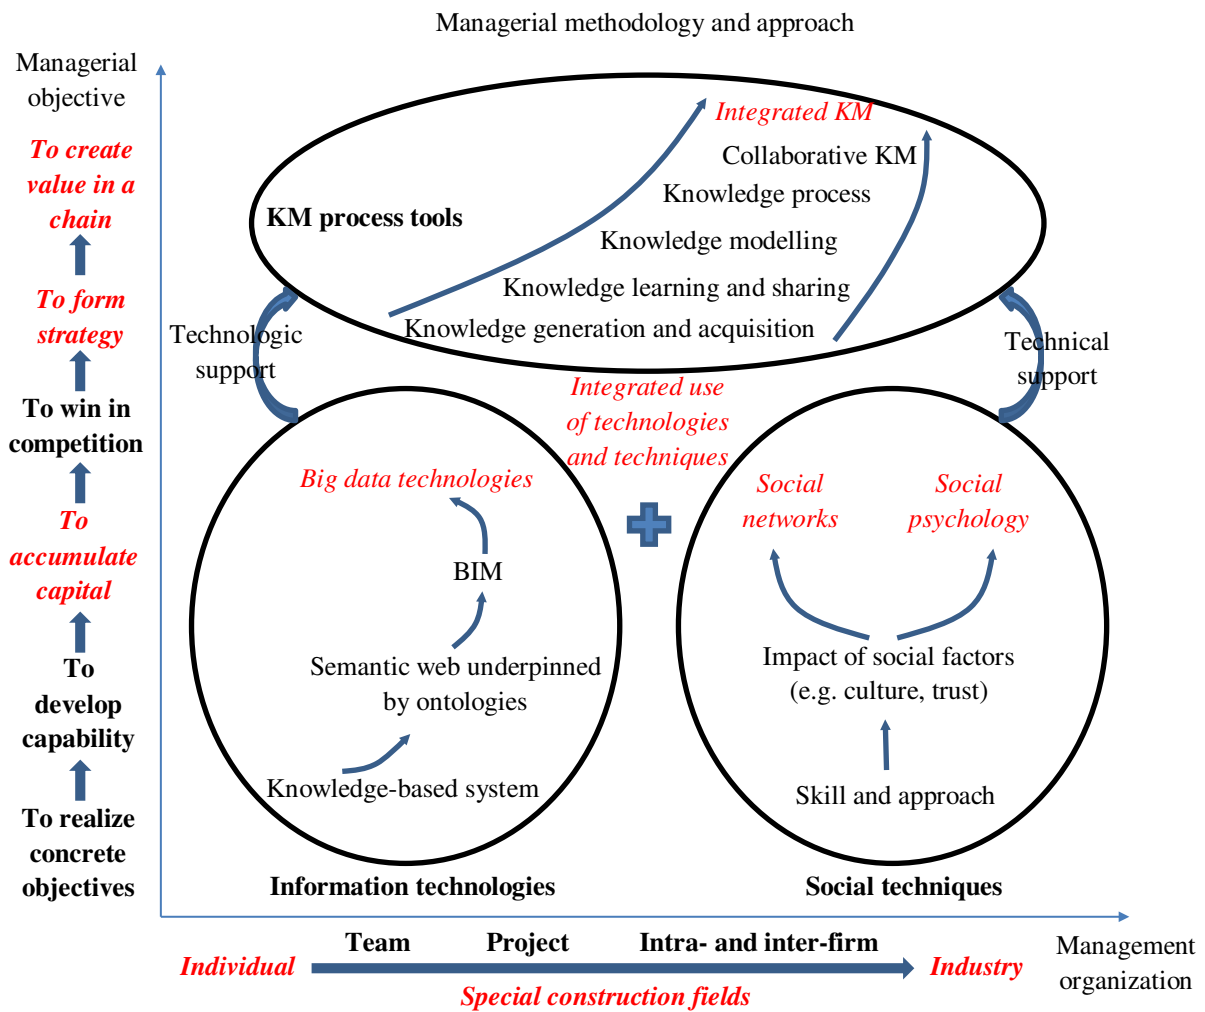 Managerial methodology and approach
Managerial
objective
To create
value in a
chain
To form
strategy
To win in
competition
To
accumulate
capital
To
develop
capability
To realize
concrete
objectives
Integrated KM
Collaborative KM
Knowledge process
KM process tools
Knowledge modelling
Knowledge learning and sharing
Knowledge generation and acquisition
Technologic
support
Technical
support
Integrated use
of technologies
and techniques
Big data technologies
BIM
Semantic web underpinned
by ontologies
Knowledge-based system
Information technologies
Social
networks
Social
psychology
Impact of social factors
(e.g. culture, trust)
Skill and approach
Social techniques
Team Project Intra- and inter-firm
Individual
Industry
Special construction fields
Management
organization